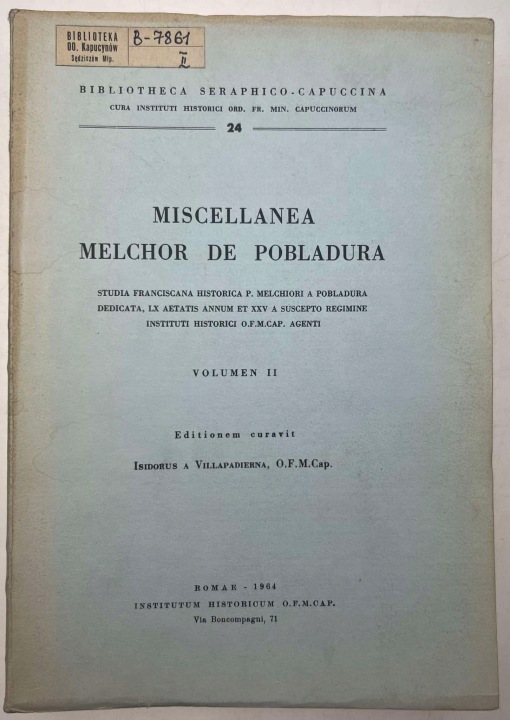 BIBLIOTEKA
OO. Kapucynów
Sędziszów Młp.
B-7861
II
BIBLIOTHECA SERAPHICO-CAPUCCINA
CURA INSTITUTI HISTORICI ORD. FR. MIN. CAPUCCINORUM
24
MISCELLANEA
MELCHOR DE POBLADURA
STUDIA FRANCISCANA HISTORICA P. MELCHIORI A POBLADURA
DEDICATA, LX AETATIS ANNUM ET XXV A SUSCEPTO REGIMINE
INSTITUTI HISTORICI O.F.M.CAP. AGENTI
VOLUMEN II
Editionem curavit
ISIDORUS A VILLAPADIERNA, O.F.M.Cap.
ROMAE - 1964
INSTITUTUM HISTORICUM O.F.M.CAP.
Via Boncompagni, 71